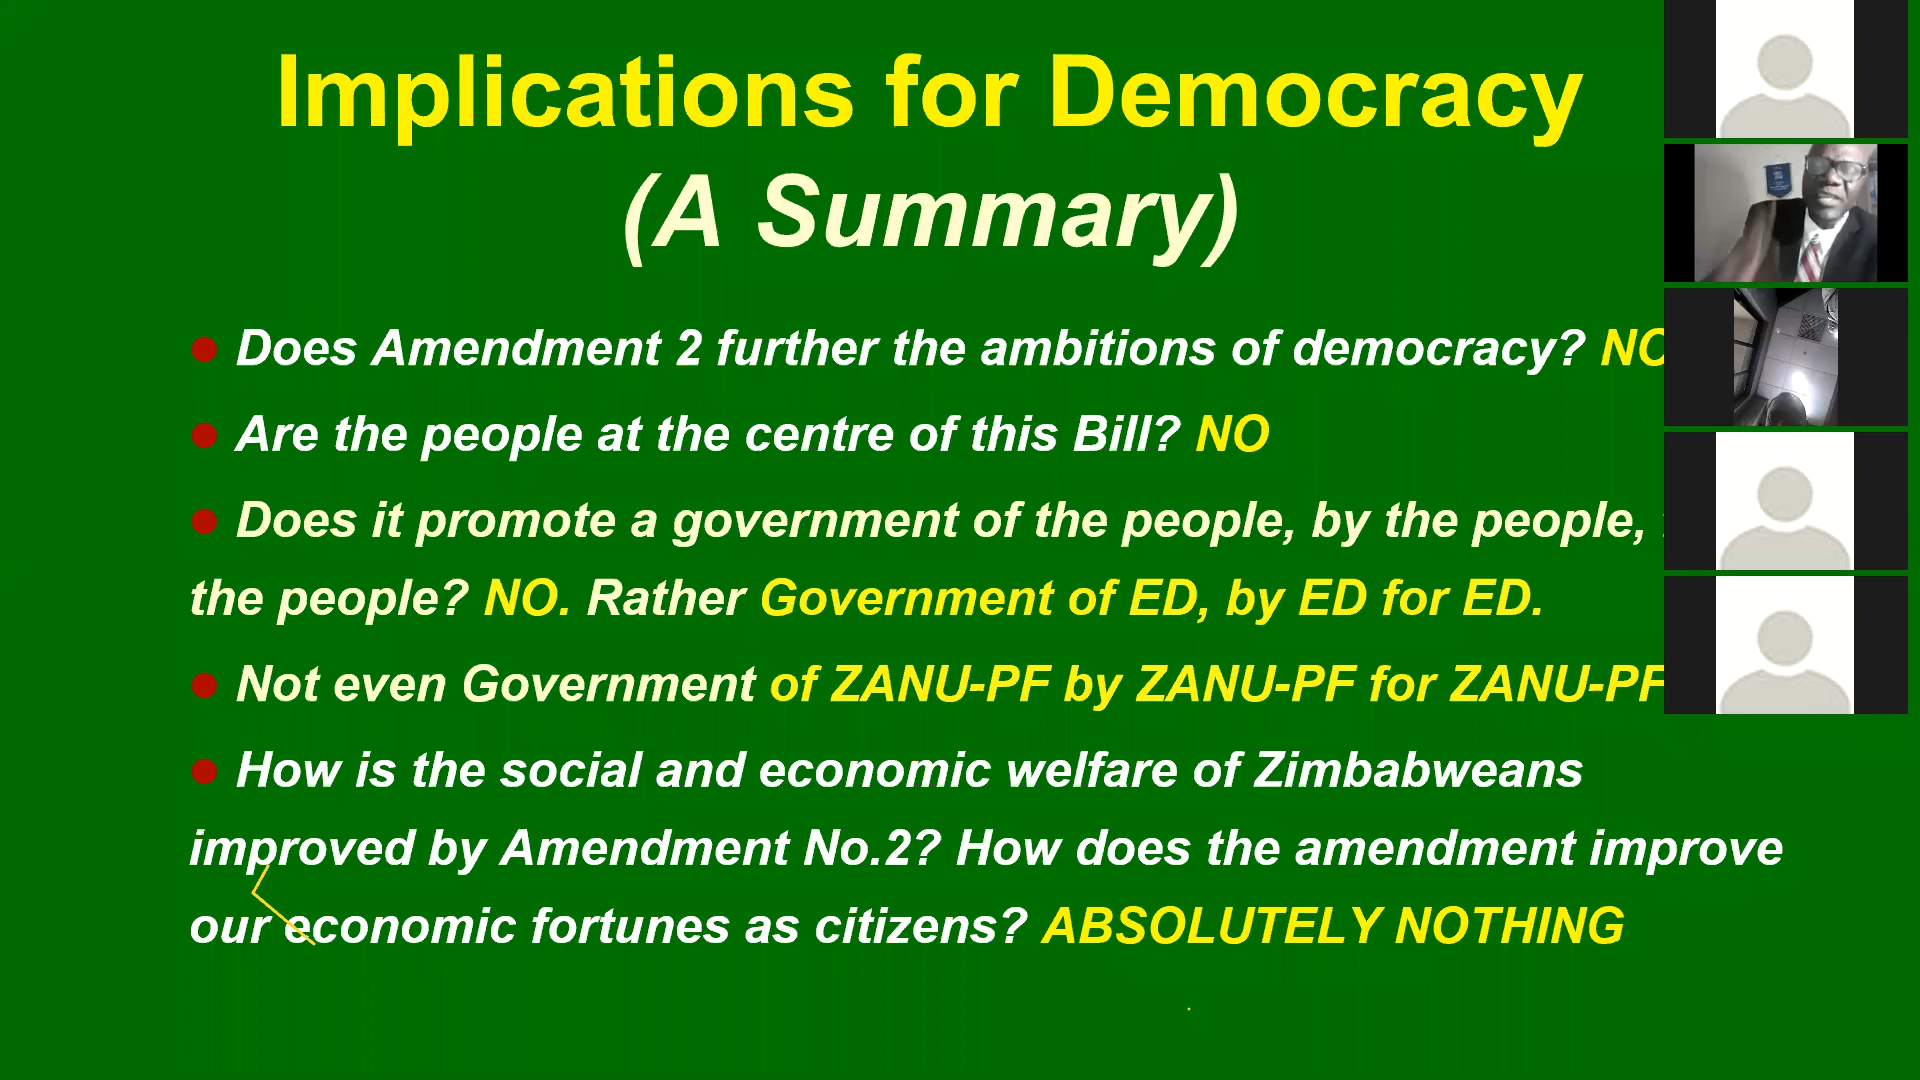 Implications for Democracy
(A Summary)
Does Amendment 2 further the ambitions of democracy? NO
Are the people at the centre of this Bill? NO
Does it promote a government of the people, by the people,
the people? NO. Rather Government of ED, by ED for ED.
Not even Government of ZANU-PF by ZANU-PF for ZANU-PF
How is the social and economic welfare of Zimbabweans
improved by Amendment No.2? How does the amendment improve
our economic fortunes as citizens? ABSOLUTELY NOTHING